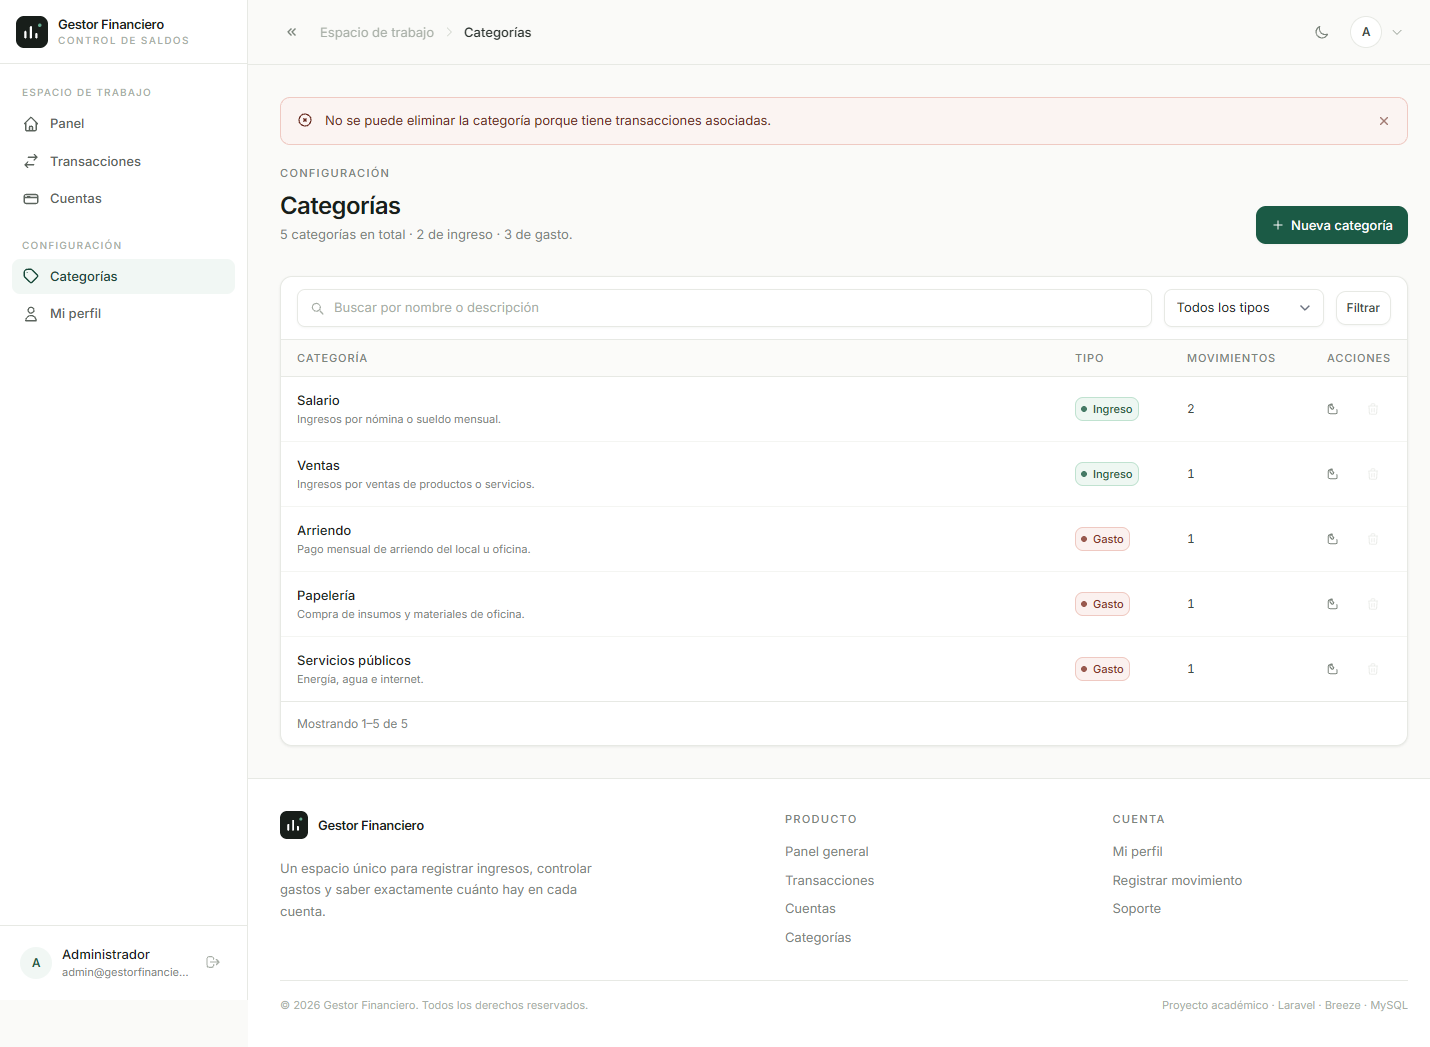 Gestor Financiero
CONTROL DE SALDOS
ESPACIO DE TRABAJO
Panel
Transacciones
Cuentas
CONFIGURACIÓN
Categorías
Mi perfil
A
Administrador
admin@gestorfinancie...
Espacio de trabajo
Categorías
A
No se puede eliminar la categoría porque tiene transacciones asociadas.
CONFIGURACIÓN
Categorías
5 categorías en total · 2 de ingreso · 3 de gasto.
Nueva categoría
Buscar por nombre o descripción
Todos los tipos
Filtrar
CATEGORÍA TIPO MOVIMIENTOS ACCIONES
Salario
Ingresos por nómina o sueldo mensual.
Ingreso
2
Ventas
Ingresos por ventas de productos o servicios.
Ingreso
1
Arriendo
Pago mensual de arriendo del local u oficina.
Gasto
1
Papelería
Compra de insumos y materiales de oficina.
Gasto
1
Servicios públicos
Energía, agua e internet.
Gasto
1
Mostrando 1–5 de 5
Gestor Financiero
Un espacio único para registrar ingresos, controlar
gastos y saber exactamente cuánto hay en cada
cuenta.
PRODUCTO
Panel general
Transacciones
Cuentas
Categorías
CUENTA
Mi perfil
Registrar movimiento
Soporte
© 2026 Gestor Financiero. Todos los derechos reservados.
Proyecto académico · Laravel · Breeze · MySQL